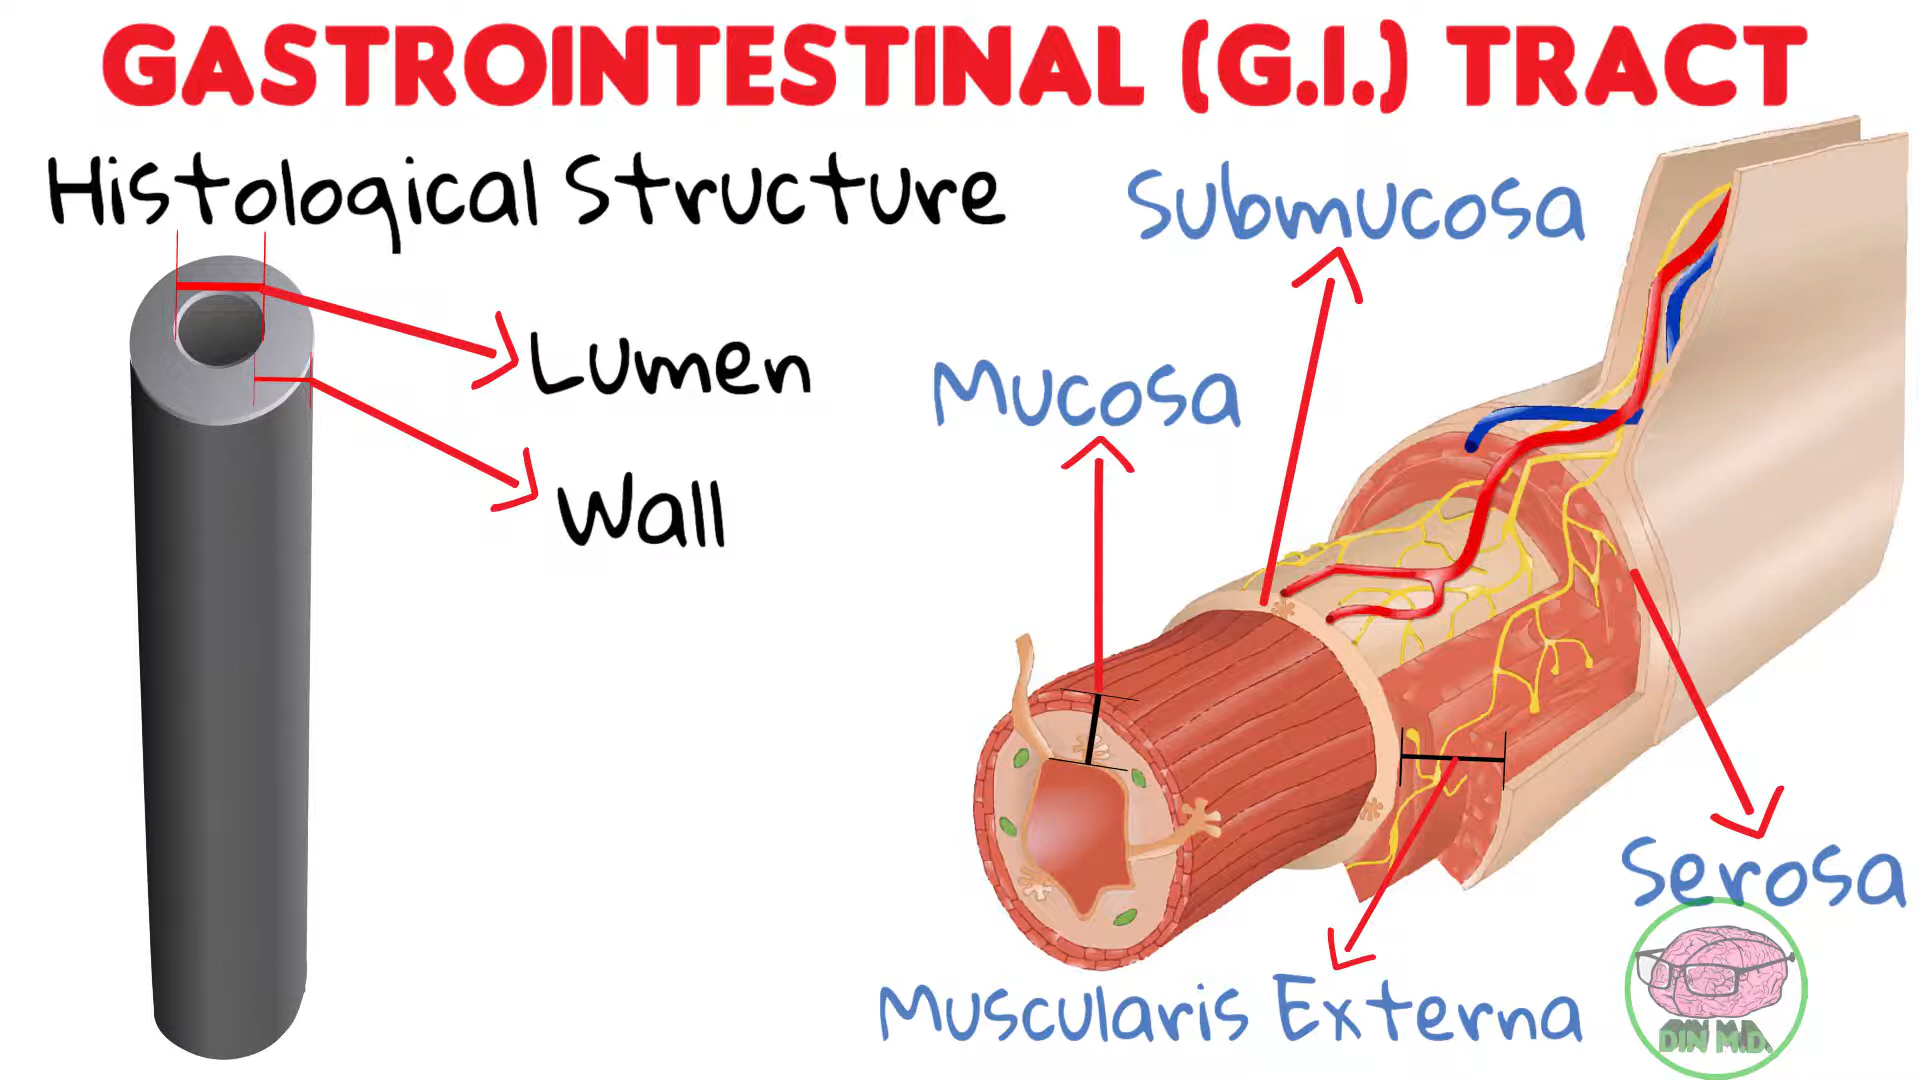 GASTROINTESTINAL (G.I.) TRACT
Histological Structure
Submucosa
Lumen
Mucosa
Wall
Serosa
Muscularis Externa
DIN M.D.